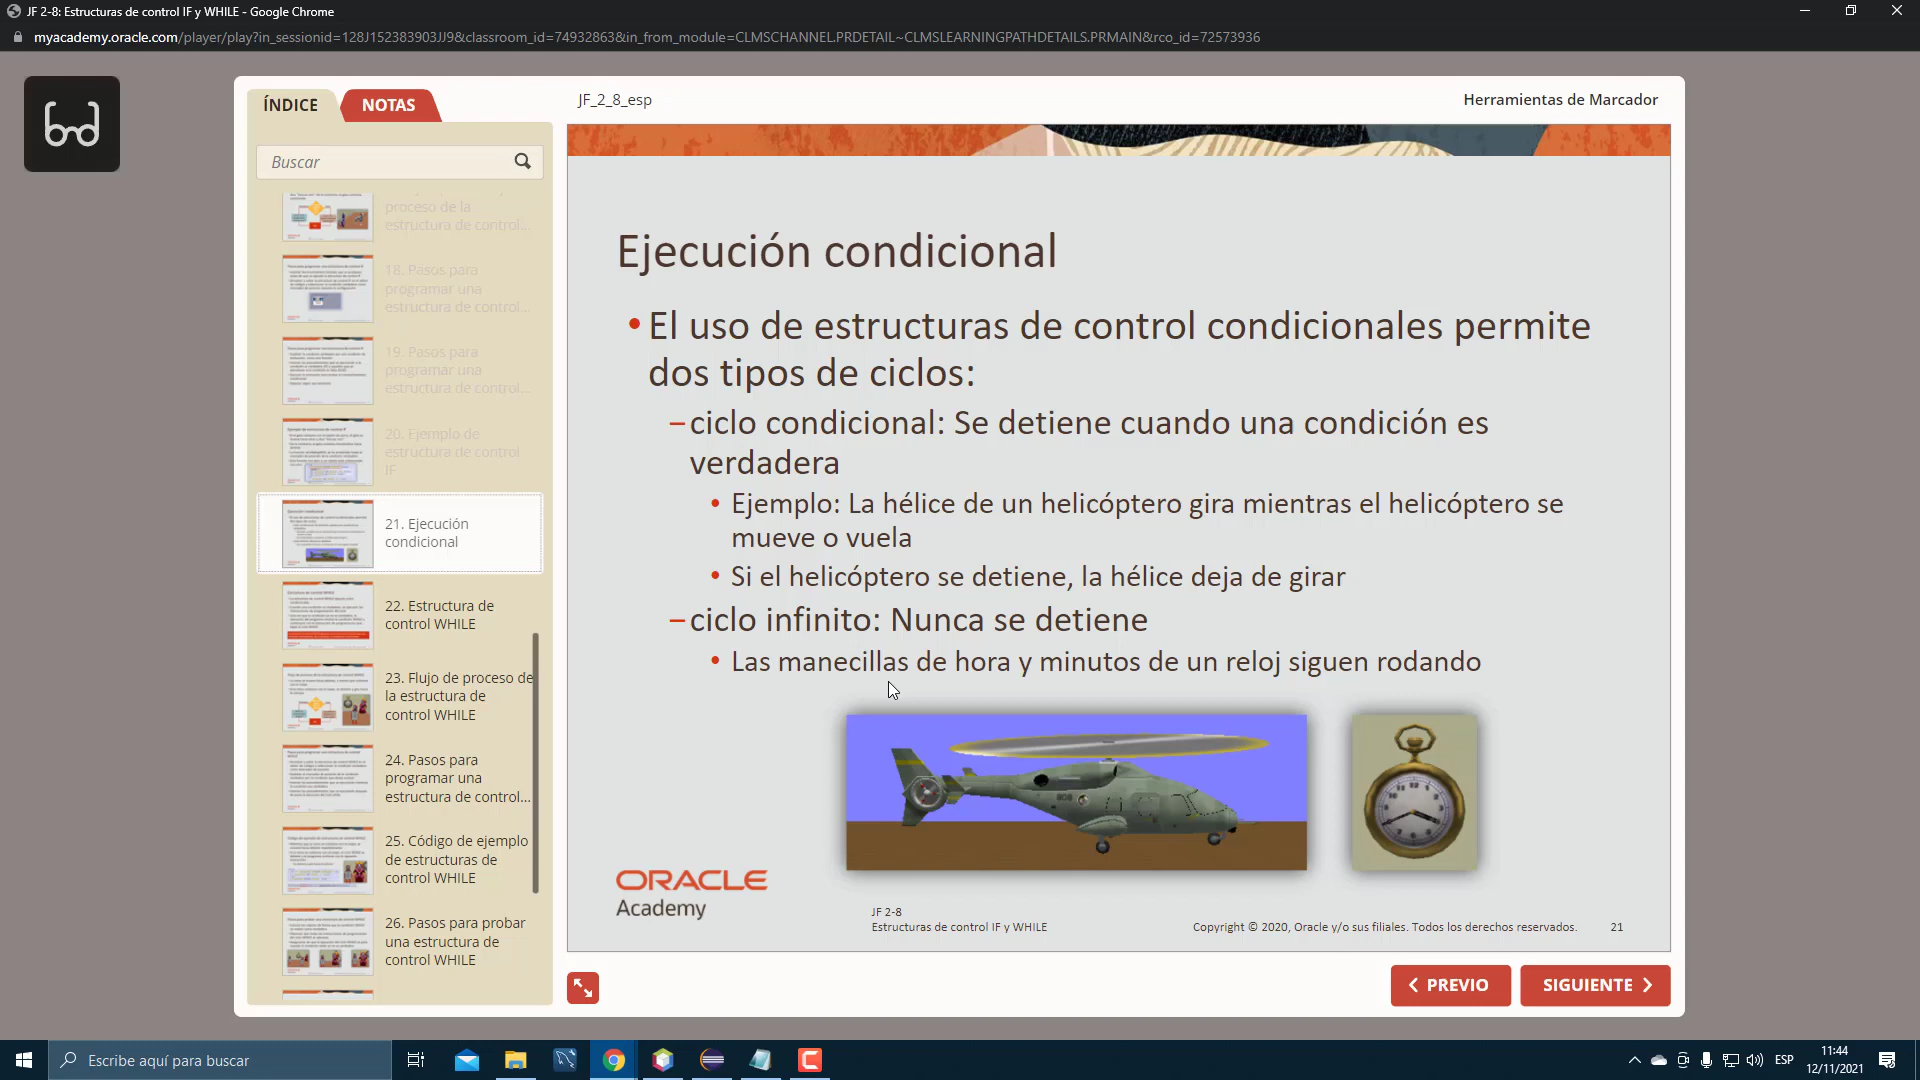 JF 2-8: Estructuras de control IF y WHILE - Google Chrome
myacademy.oracle.com/player/play?in_sessionid=128J152383903JJ9&classroom_id=74932863&in_from_module=CLMSCHANNEL.PRDETAIL~CLMSLEARNINGPATHDETAILS.PRMAIN&rco_id=72573936
ÍNDICE
NOTAS
JF_2_8_esp
Herramientas de Marcador
Buscar
proceso de la
estructura de control...
18. Pasos para
programar una
estructura de control...
19. Pasos para
programar una
estructura de control...
20. Ejemplo de
estructura de control
IF
21. Ejecución
condicional
22. Estructura de
control WHILE
23. Flujo de proceso de
la estructura de
control WHILE
24. Pasos para
programar una
estructura de control...
25. Código de ejemplo
de estructuras de
control WHILE
26. Pasos para probar
una estructura de
control WHILE
Ejecución condicional
• El uso de estructuras de control condicionales permite
dos tipos de ciclos:
–ciclo condicional: Se detiene cuando una condición es
verdadera
• Ejemplo: La hélice de un helicóptero gira mientras el helicóptero se
mueve o vuela
• Si el helicóptero se detiene, la hélice deja de girar
–ciclo infinito: Nunca se detiene
• Las manecillas de hora y minutos de un reloj siguen rodando
ORACLE
Academy
JF 2-8
Estructuras de control IF y WHILE
Copyright © 2020, Oracle y/o sus filiales. Todos los derechos reservados.
21
PREVIO
SIGUIENTE
Escribe aquí para buscar
ESP
11:44
12/11/2021